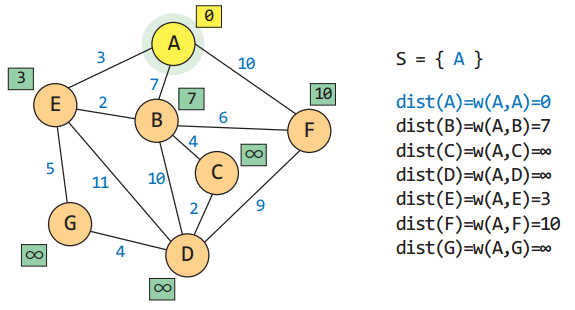 0
A
3
10
3
E
7
10
2
7
B
6
F
4
∞
C
5
11
10
2
9
G
4
D
∞
∞
S = { A }
dist(A)=w(A,A)=0
dist(B)=w(A,B)=7
dist(C)=w(A,C)=∞
dist(D)=w(A,D)=∞
dist(E)=w(A,E)=3
dist(F)=w(A,F)=10
dist(G)=w(A,G)=∞